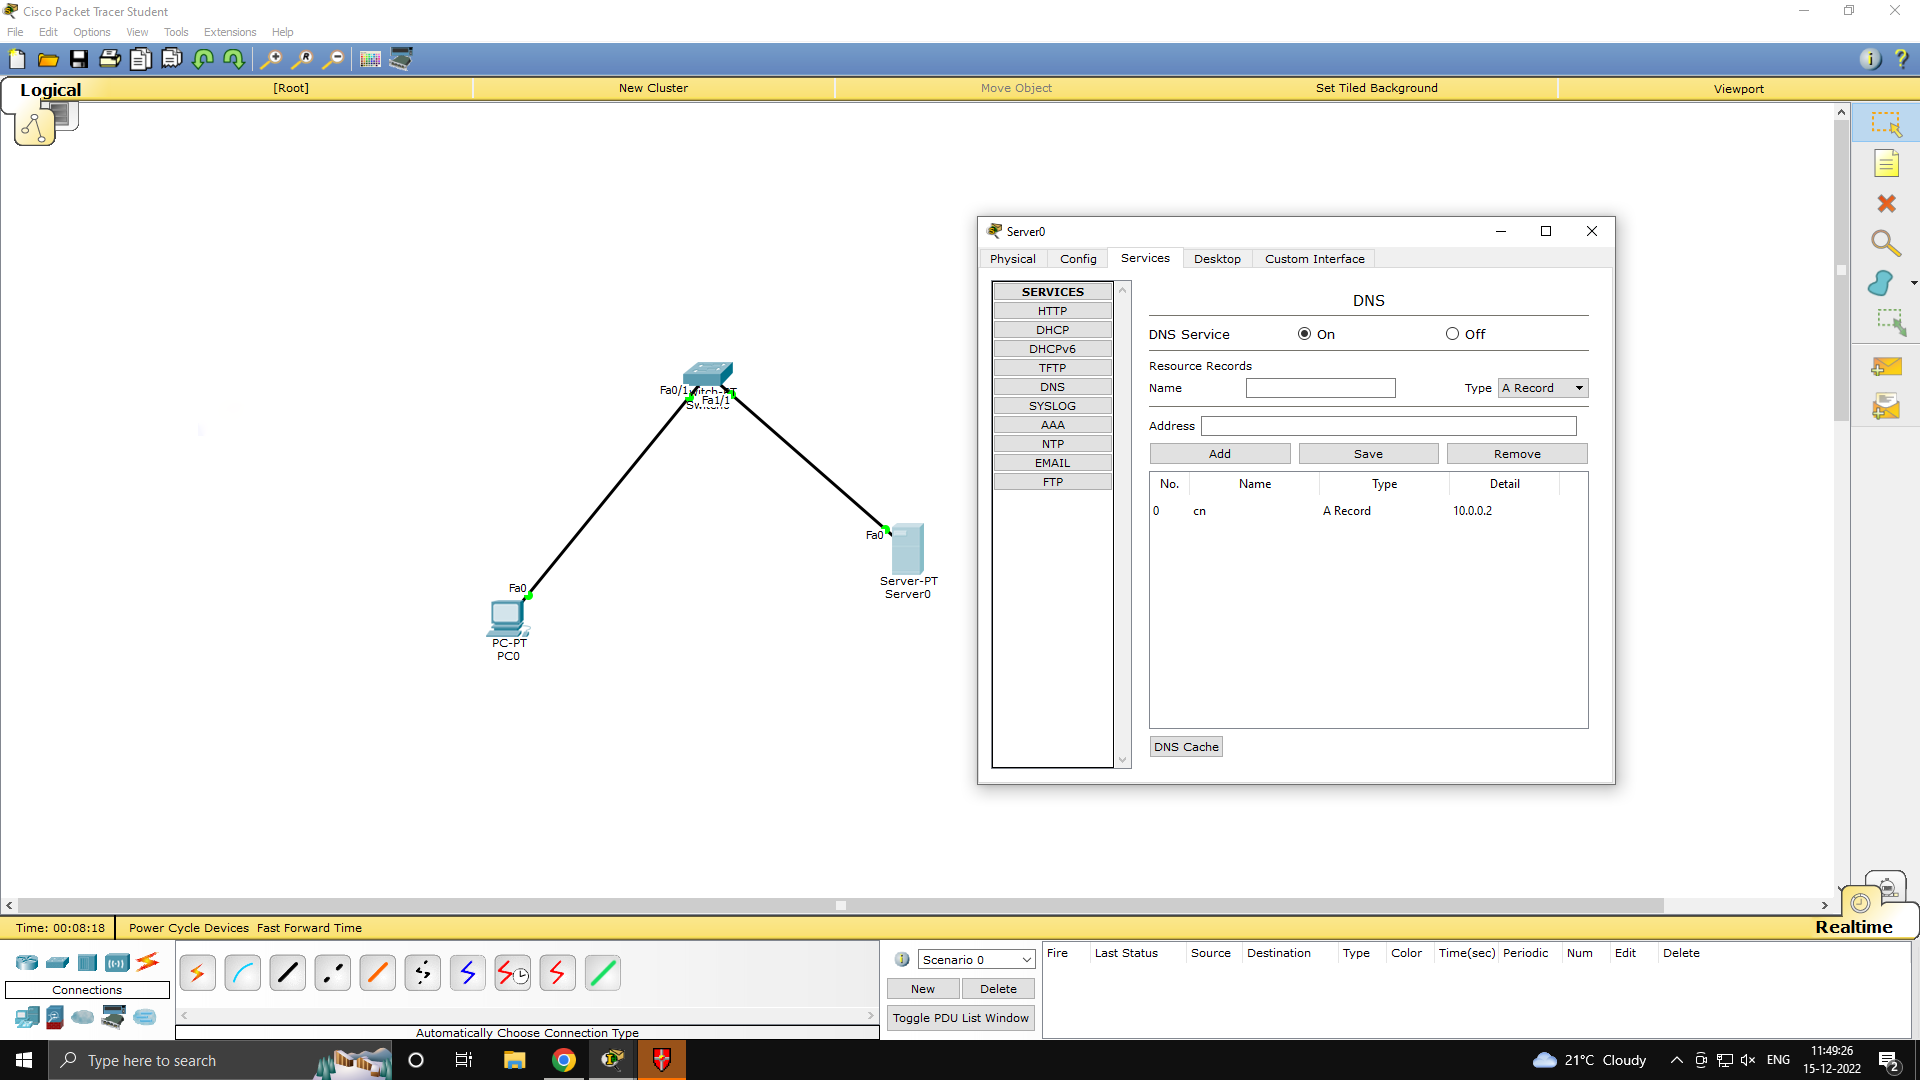 Cisco Packet Tracer Student
File Edit Options View Tools Extensions Help
Logical [Root] New Cluster Move Object Set Tiled Background Viewport
Server0
Physical Config Services Desktop Custom Interface
SERVICES
HTTP
DHCP
DHCPv6
TFTP
DNS
SYSLOG
AAA
NTP
EMAIL
FTP
DNS
DNS Service On Off
Resource Records
Name Type A Record
Address
Add Save Remove
No. Name Type Detail
0 cn A Record 10.0.0.2
DNS Cache
Fa0/1
Fa1/1
Fa0
Server-PT
Server0
Fa0
PC-PT
PC0
Time: 00:08:18 Power Cycle Devices Fast Forward Time
Realtime
Connections
Automatically Choose Connection Type
Scenario 0
New Delete
Toggle PDU List Window
Fire Last Status Source Destination Type Color Time(sec) Periodic Num Edit Delete
Type here to search
21°C Cloudy
ENG
11:49:26
15-12-2022
2